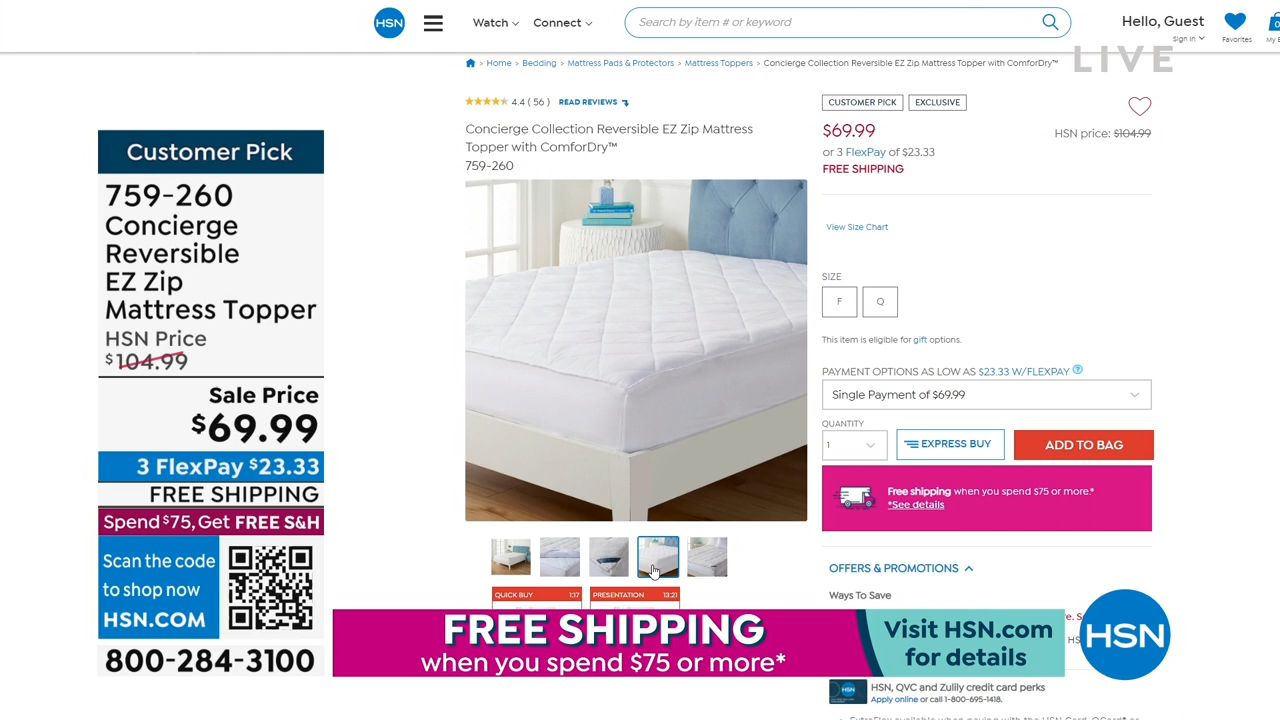 HSN
Watch
Connect
Search by item # or keyword
Hello, Guest
Sign In
Favorites
0
LIVE
> Home > Bedding > Mattress Pads & Protectors > Mattress Toppers > Concierge Collection Reversible EZ Zip Mattress Topper with ComforDry™
4.4 ( 56 ) READ REVIEWS
Concierge Collection Reversible EZ Zip Mattress
Topper with ComforDry™
759-260
CUSTOMER PICK EXCLUSIVE
$69.99
HSN price: $104.99
or 3 FlexPay of $23.33
FREE SHIPPING
View Size Chart
SIZE
F Q
This item is eligible for gift options.
PAYMENT OPTIONS AS LOW AS $23.33 W/FLEXPAY ?
Single Payment of $69.99
QUANTITY
1
EXPRESS BUY
ADD TO BAG
Free shipping when you spend $75 or more.*
*See details
OFFERS & PROMOTIONS
Ways To Save
HSN, QVC and Zulily credit card perks
Apply online or call 1-800-695-1418.
QUICK BUY 1:17
PRESENTATION 13:21
Customer Pick
759-260
Concierge
Reversible
EZ Zip
Mattress Topper
HSN Price
$104.99
Sale Price
$69.99
3 FlexPay $23.33
FREE SHIPPING
Spend $75, Get FREE S&H
Scan the code
to shop now
HSN.COM
800-284-3100
FREE SHIPPING
when you spend $75 or more*
Visit HSN.com
for details
HSN